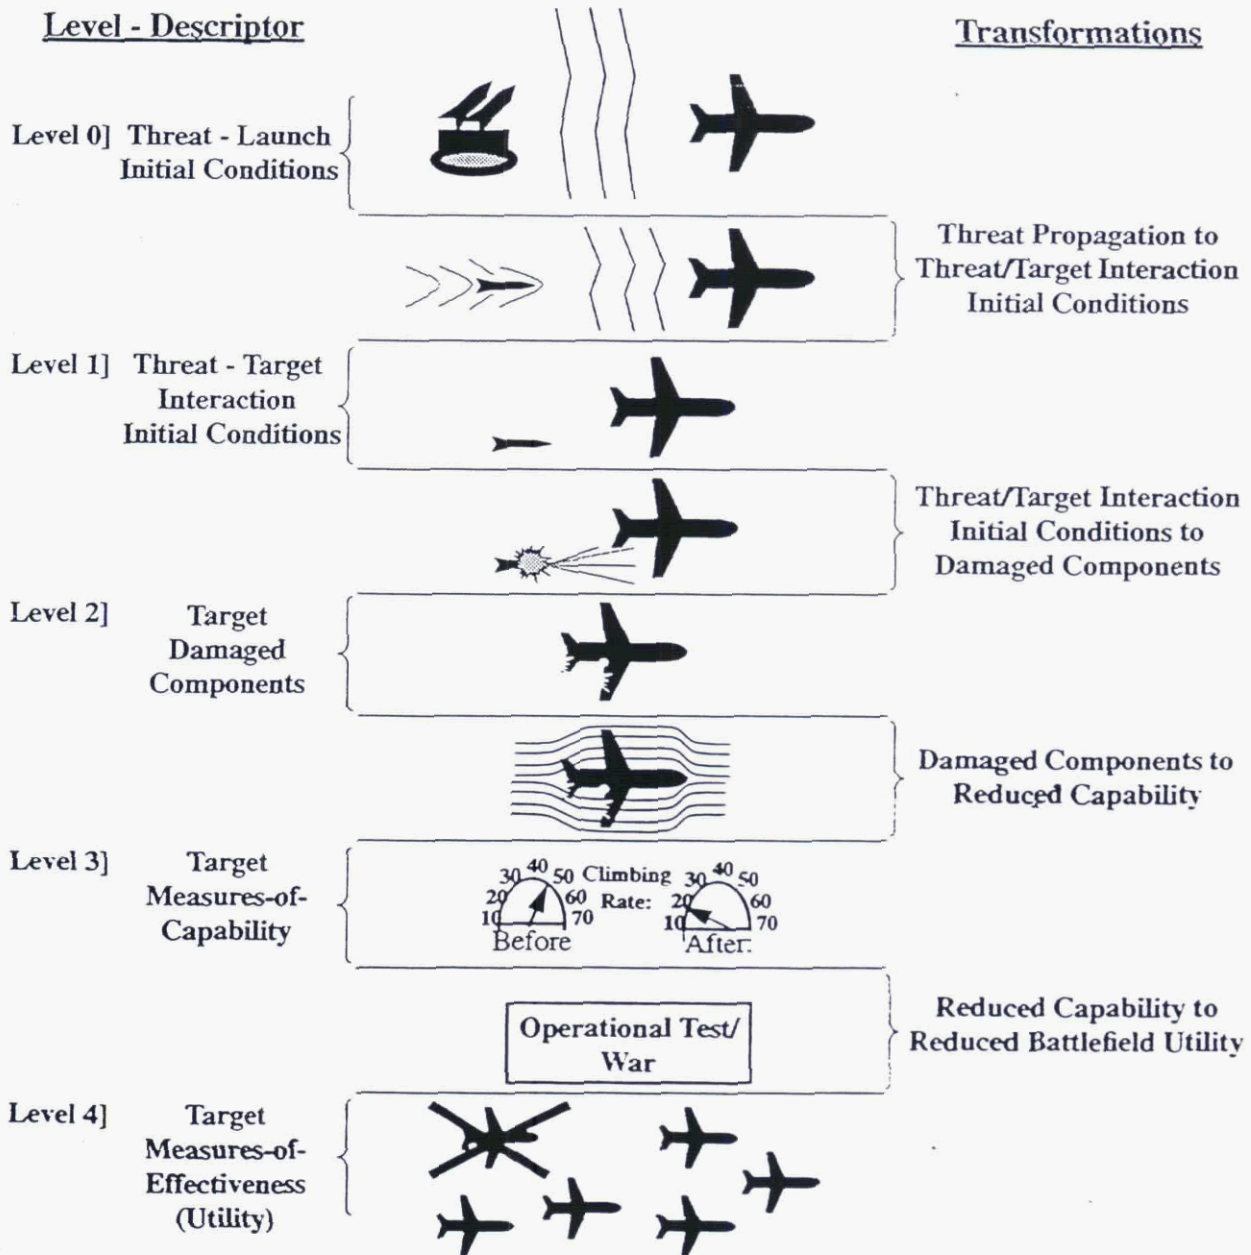 Level - Descriptor
Transformations
Level 0] Threat - Launch
Initial Conditions
Threat Propagation to
Threat/Target Interaction
Initial Conditions
Level 1] Threat - Target
Interaction
Initial Conditions
Threat/Target Interaction
Initial Conditions to
Damaged Components
Level 2] Target
Damaged
Components
Damaged Components to
Reduced Capability
Level 3] Target
Measures-of-
Capability
10 20 30 40 50 60 70
Before
Climbing
Rate:
10 20 30 40 50 60 70
After:
Operational Test/
War
Reduced Capability to
Reduced Battlefield Utility
Level 4] Target
Measures-of-
Effectiveness
(Utility)